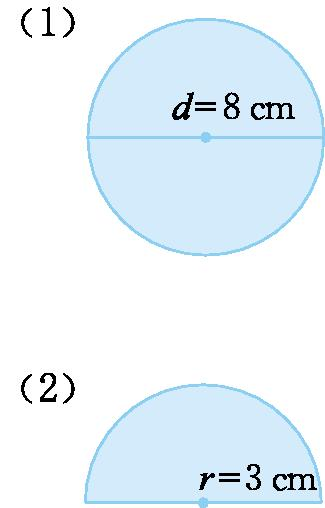 （1）
d=8 cm
（2）
r=3 cm